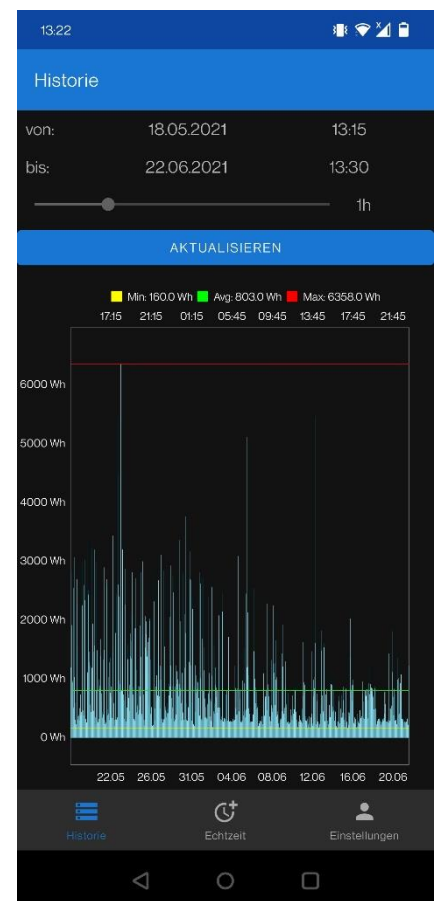 13:22
Historie
von: 18.05.2021 13:15
bis: 22.06.2021 13:30
1h
AKTUALISIEREN
Min: 160.0 Wh Avg: 803.0 Wh Max: 6358.0 Wh
17:15 21:15 01:15 05:45 09:45 13:45 17:45 21:45
6000 Wh
5000 Wh
4000 Wh
3000 Wh
2000 Wh
1000 Wh
0 Wh
22.05 26.05 31.05 04.06 08.06 12.06 16.06 20.06
Historie Echtzeit Einstellungen